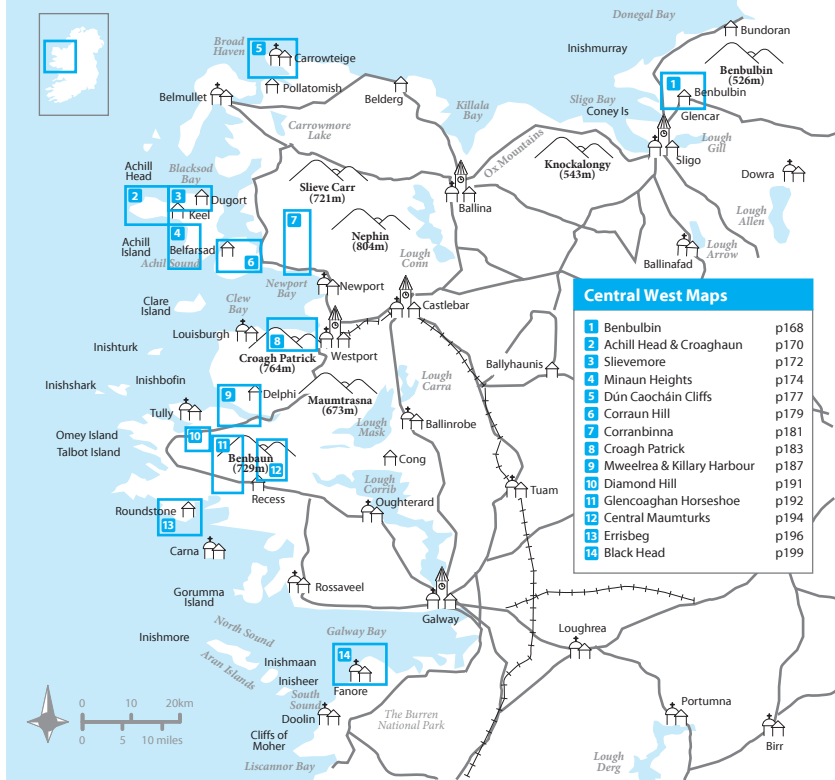 Donegal Bay
Bundoran
Inishmurray
Benbulbin
(526m)
Broad
Haven
5
Carrowteige
Pollatomish
Belmullet
Belderg
Killala
Bay
Sligo Bay
Coney Is
1
Benbulbin
Glencar
Carrowmore
Lake
Ox Mountains
Knockalongy
(543m)
Lough
Gill
Sligo
Dowra
Achill
Head
Blacksod
Bay
Slieve Carr
(721m)
2
3
Dugort
Keel
Ballina
7
Nephin
(804m)
Lough
Allen
4
Achill
Island
Belfarsad
Achil Sound
6
Lough
Conn
Lough
Arrow
Ballinafad
Newport
Bay
Newport
Clare
Island
Clew
Bay
Castlebar
Louisburgh
8
Croagh Patrick
(764m)
Westport
Inishturk
Ballyhaunis
Inishshark
Inishbofin
9
Delphi
Maumtrasna
(673m)
Lough
Carra
Tully
Lough
Mask
Ballinrobe
Omey Island
Talbot Island
10
11
Benbaun
(729m)
12
Cong
Recess
Lough
Corrib
Tuam
Oughterard
Roundstone
13
Carna
Rossaveel
Gorumma
Island
Galway
North Sound
Galway Bay
Loughrea
Inishmore
Aran Islands
Inishmaan
Inisheer
14
Fanore
South
Sound
Doolin
The Burren
National Park
Portumna
Birr
Cliffs of
Moher
Liscannor Bay
Lough
Derg
0 10 20km
0 5 10 miles
Central West Maps
1 Benbulbin p168
2 Achill Head & Croaghaun p170
3 Slievemore p172
4 Minaun Heights p174
5 Dún Caocháin Cliffs p177
6 Corraun Hill p179
7 Corranbinna p181
8 Croagh Patrick p183
9 Mweelrea & Killary Harbour p187
10 Diamond Hill p191
11 Glencoaghan Horseshoe p192
12 Central Maumturks p194
13 Errisbeg p196
14 Black Head p199